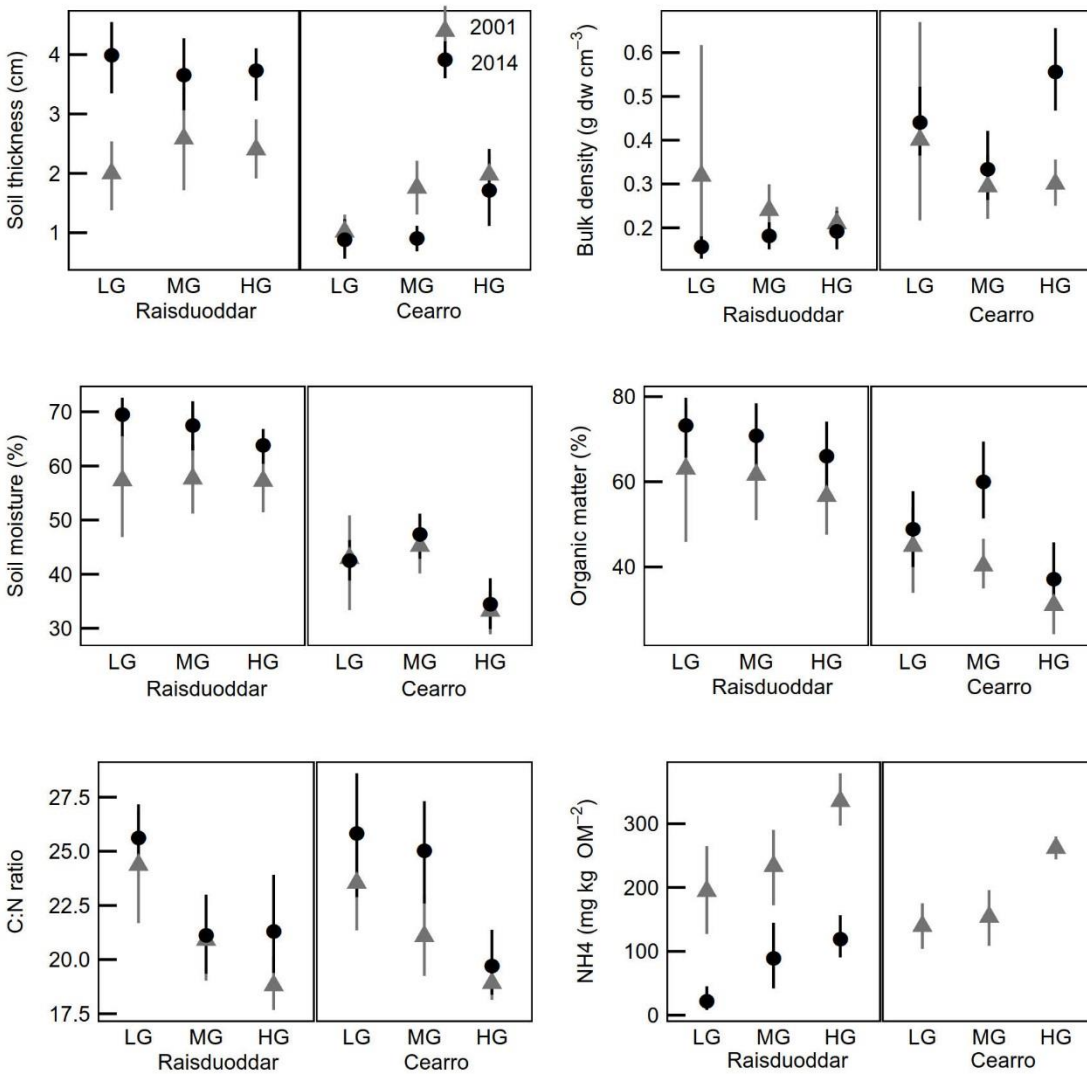 2001
2014
Soil thickness (cm)
4
3
2
1
LG MG HG LG MG HG
Raisduoddar Cearro
Bulk density (g dw cm⁻³)
0.6
0.5
0.4
0.3
0.2
LG MG HG LG MG HG
Raisduoddar Cearro
Soil moisture (%)
70
60
50
40
30
LG MG HG LG MG HG
Raisduoddar Cearro
Organic matter (%)
80
60
40
LG MG HG LG MG HG
Raisduoddar Cearro
C:N ratio
27.5
25.0
22.5
20.0
17.5
LG MG HG LG MG HG
Raisduoddar Cearro
NH4 (mg kg OM⁻²)
300
200
100
0
LG MG HG LG MG HG
Raisduoddar Cearro